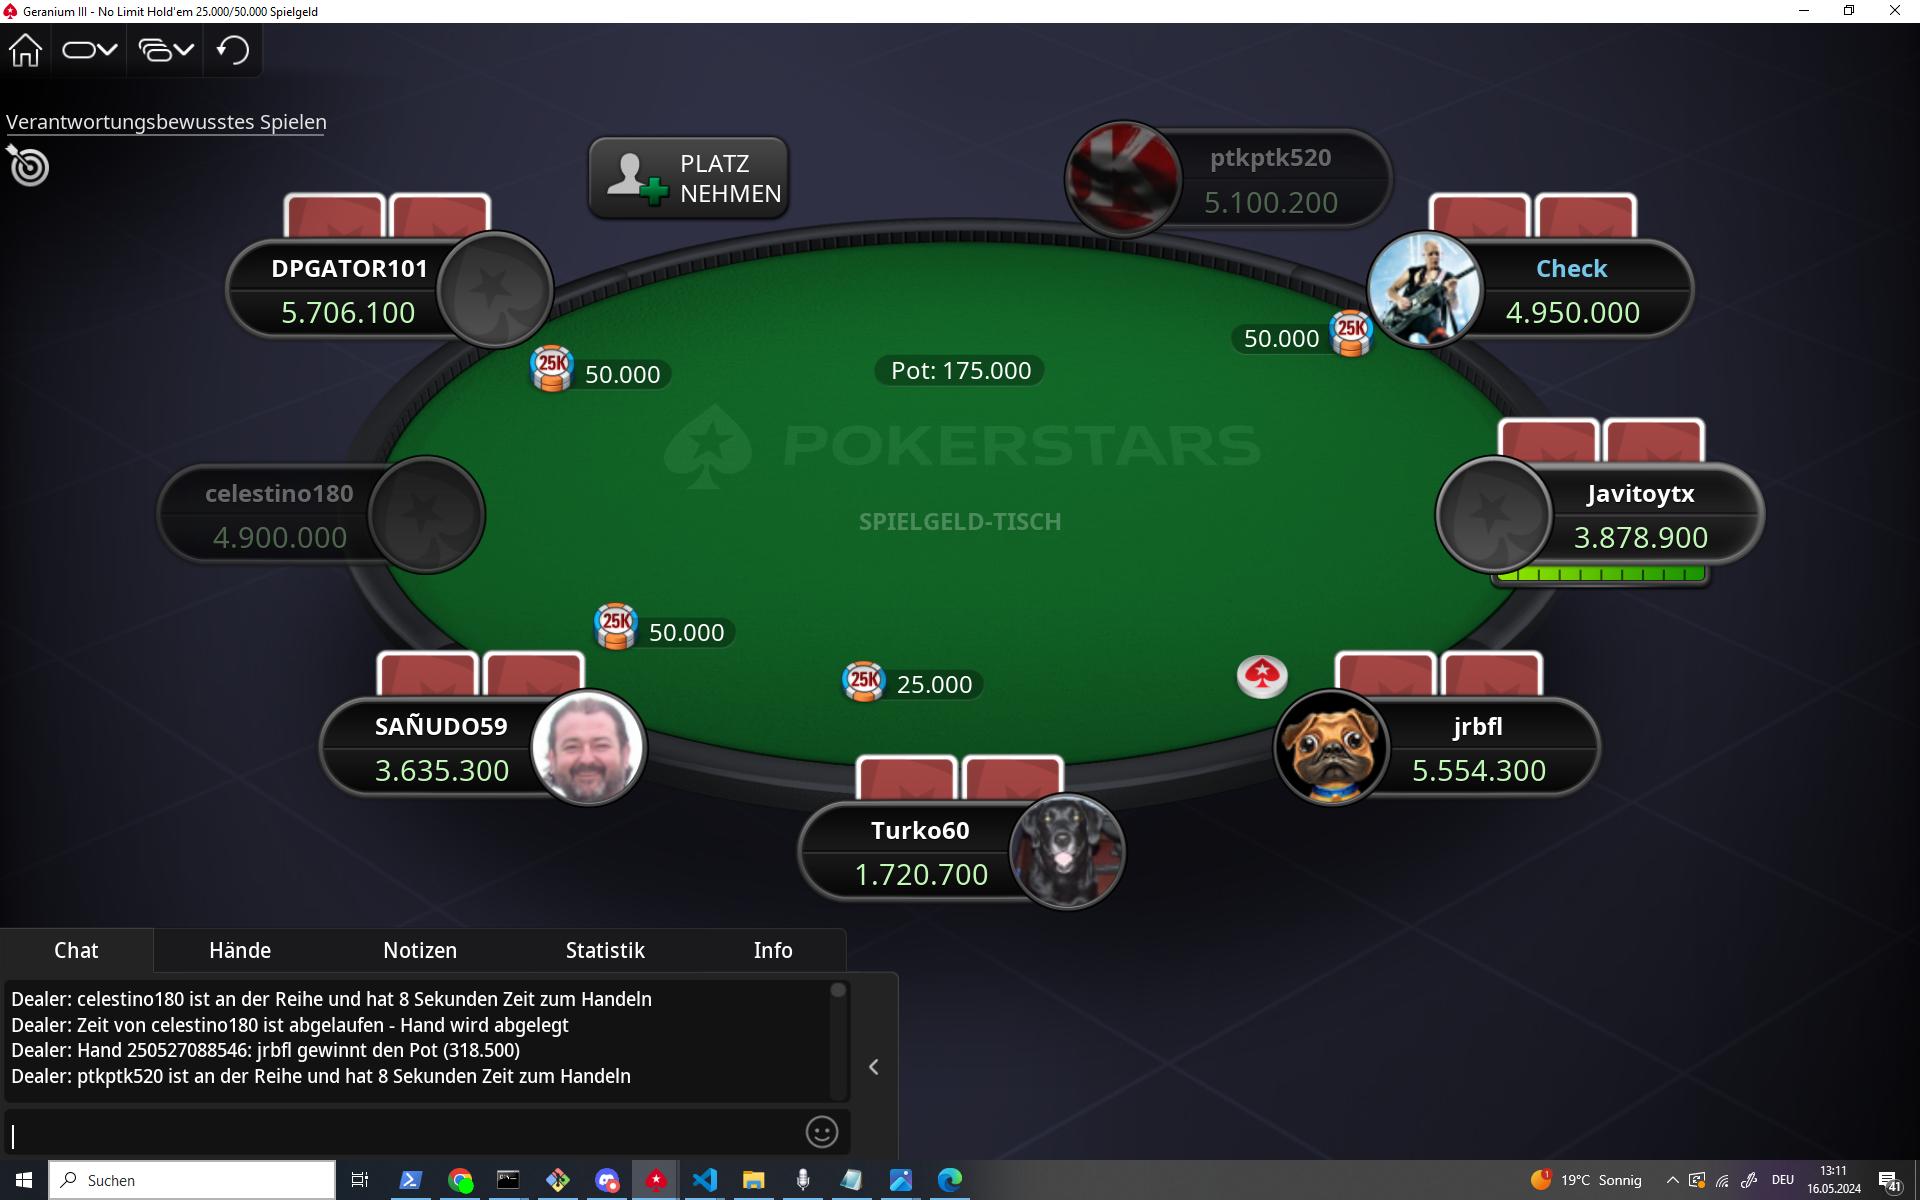 Geranium III - No Limit Hold'em 25.000/50.000 Spielgeld
Verantwortungsbewusstes Spielen
PLATZ
NEHMEN
ptkptk520
5.100.200
DPGATOR101
5.706.100
Check
4.950.000
50.000
25K
25K
50.000
Pot: 175.000
POKERSTARS
SPIELGELD-TISCH
celestino180
4.900.000
Javitoytx
3.878.900
25K
50.000
25K
25.000
SAÑUDO59
3.635.300
jrbfl
5.554.300
Turko60
1.720.700
Chat
Hände
Notizen
Statistik
Info
Dealer: celestino180 ist an der Reihe und hat 8 Sekunden Zeit zum Handeln
Dealer: Zeit von celestino180 ist abgelaufen - Hand wird abgelegt
Dealer: Hand 250527088546: jrbfl gewinnt den Pot (318.500)
Dealer: ptkptk520 ist an der Reihe und hat 8 Sekunden Zeit zum Handeln
Suchen
1
19°C Sonnig
DEU
13:11
16.05.2024
41